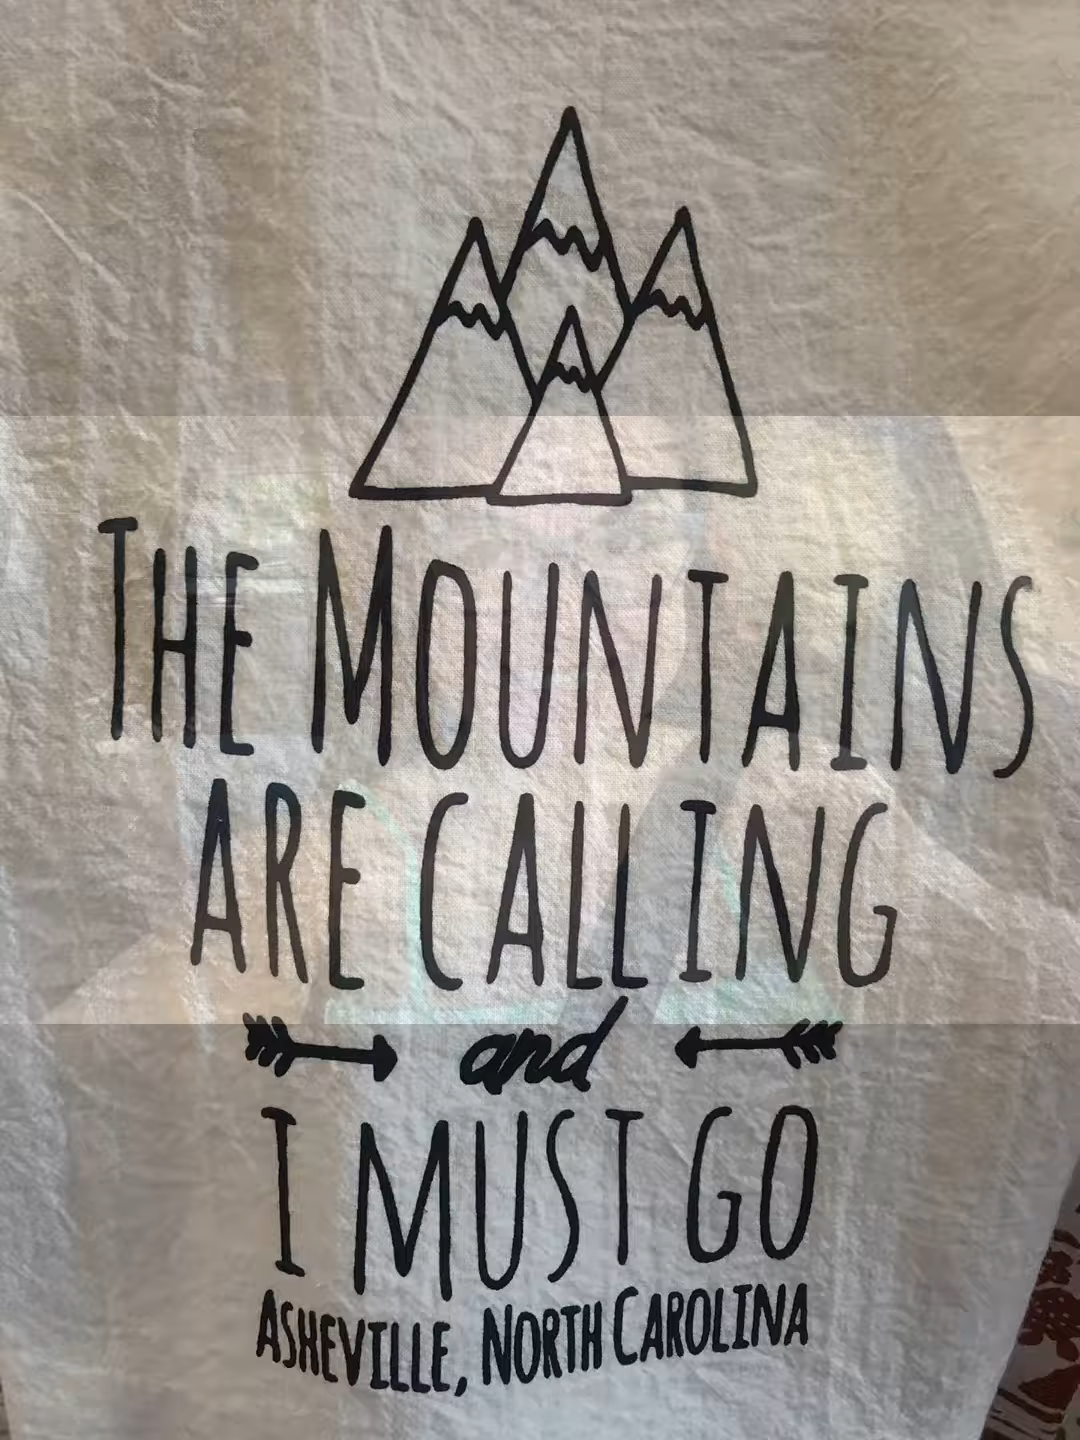 THE MOUNTAINS
ARE CALLING
and
I MUST GO
ASHEVILLE, NORTH CAROLINA